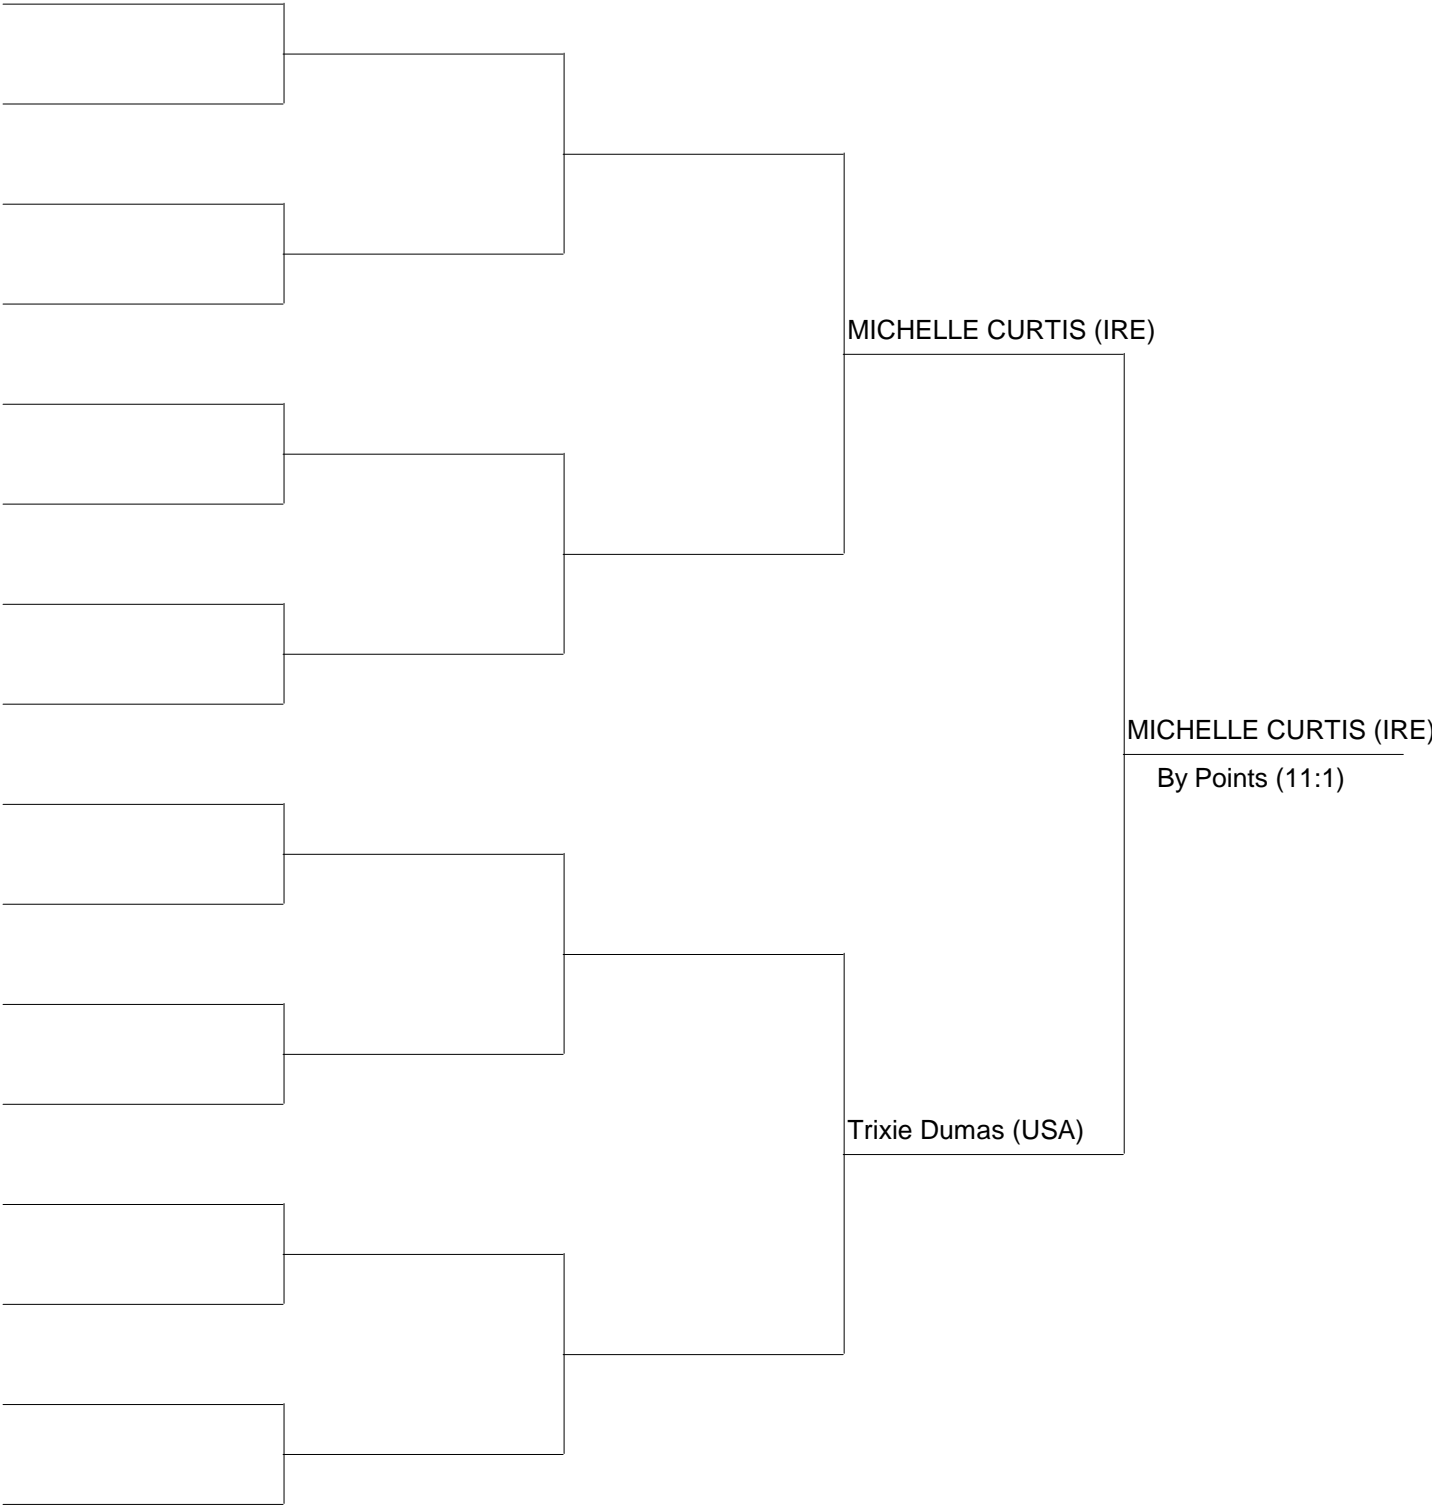 MICHELLE CURTIS (IRE)
MICHELLE CURTIS (IRE)
By Points (11:1)
Trixie Dumas (USA)